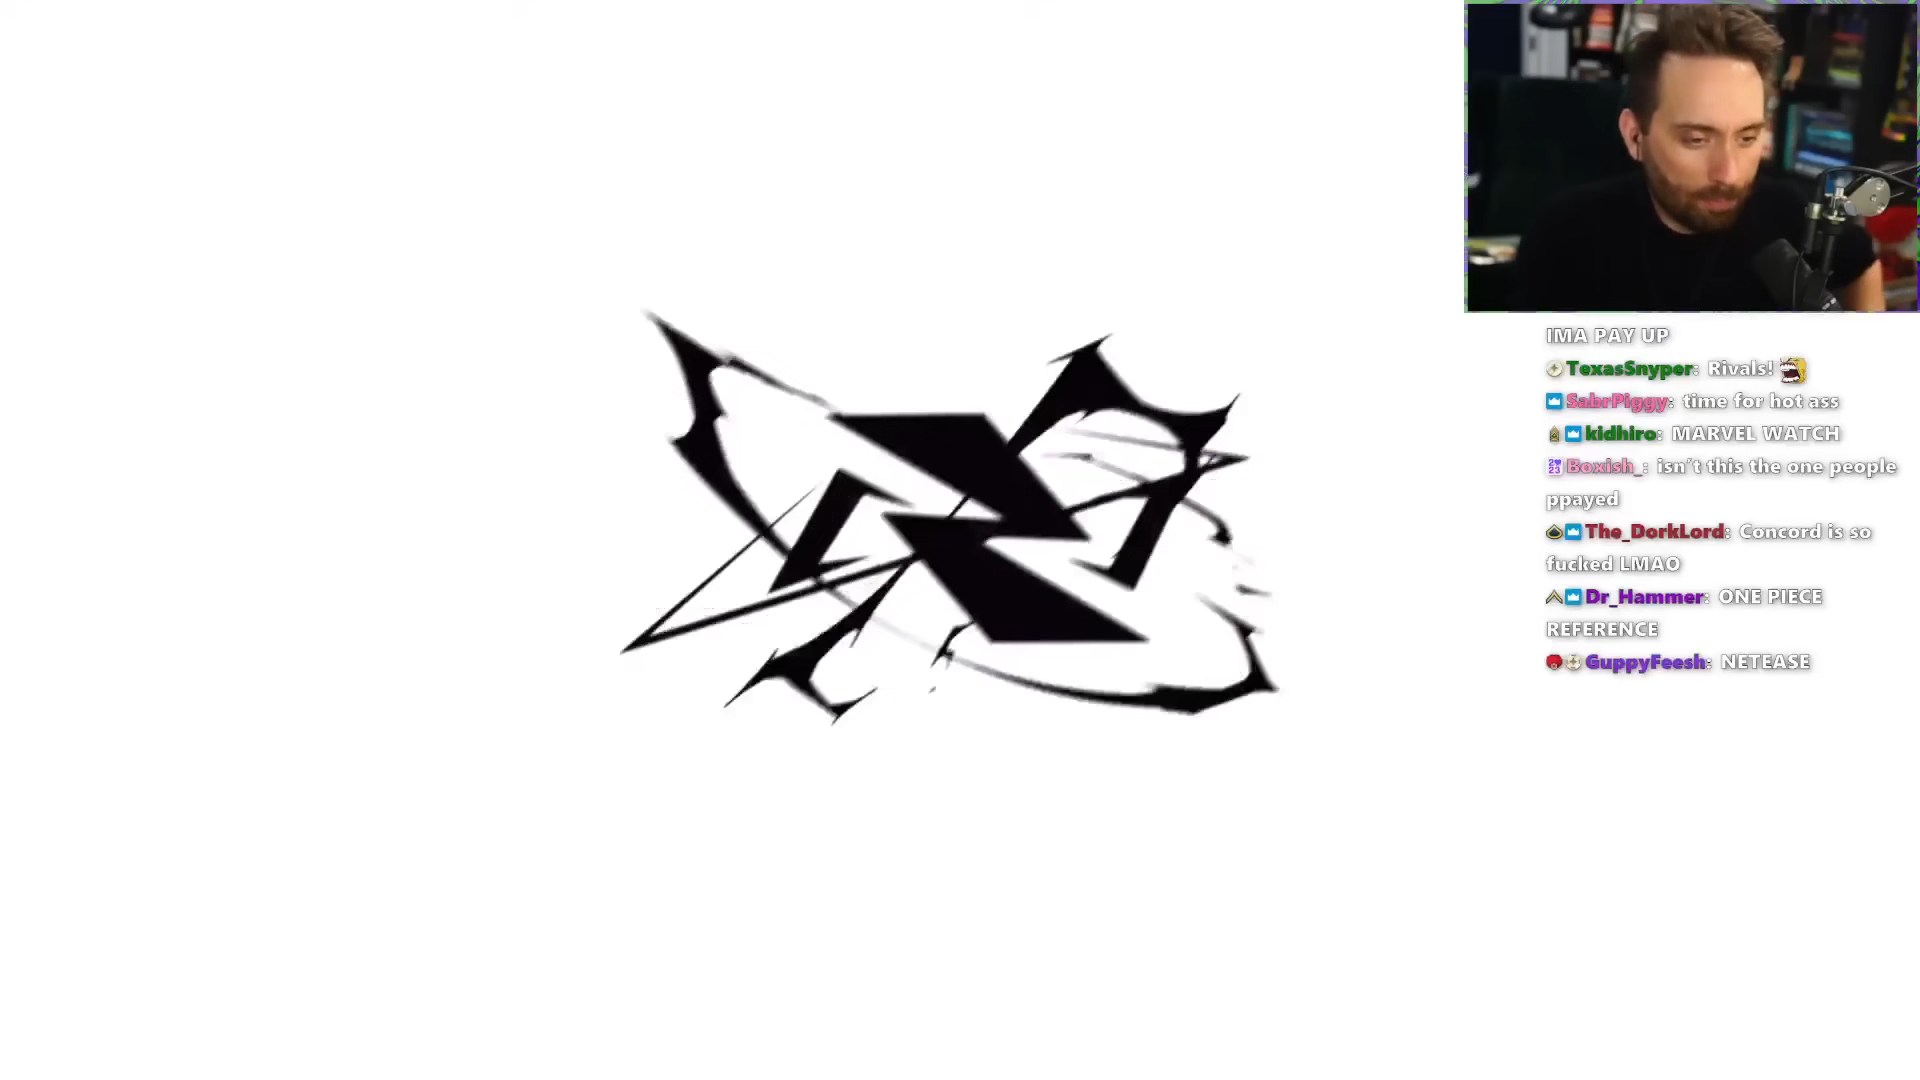 IMA PAY UP
TexasSnyper: Rivals!
SabrPiggy: time for hot ass
kidhiro: MARVEL WATCH
Boxish_: isn't this the one people
ppayed
The_DorkLord: Concord is so
fucked LMAO
Dr_Hammer: ONE PIECE
REFERENCE
GuppyFeesh: NETEASE